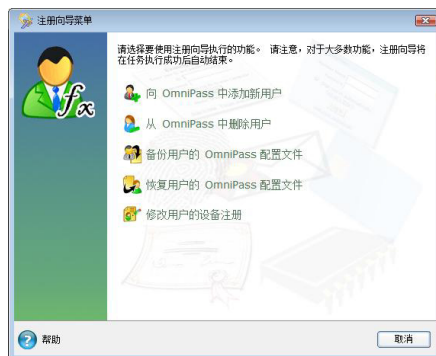 注册向导菜单
请选择要使用注册向导执行的功能。 请注意，对于大多数功能，注册向导将
在任务执行成功后自动结束。
fx
向 OmniPass 中添加新用户
从 OmniPass 中删除用户
备份用户的 OmniPass 配置文件
恢复用户的 OmniPass 配置文件
修改用户的设备注册
帮助
取消